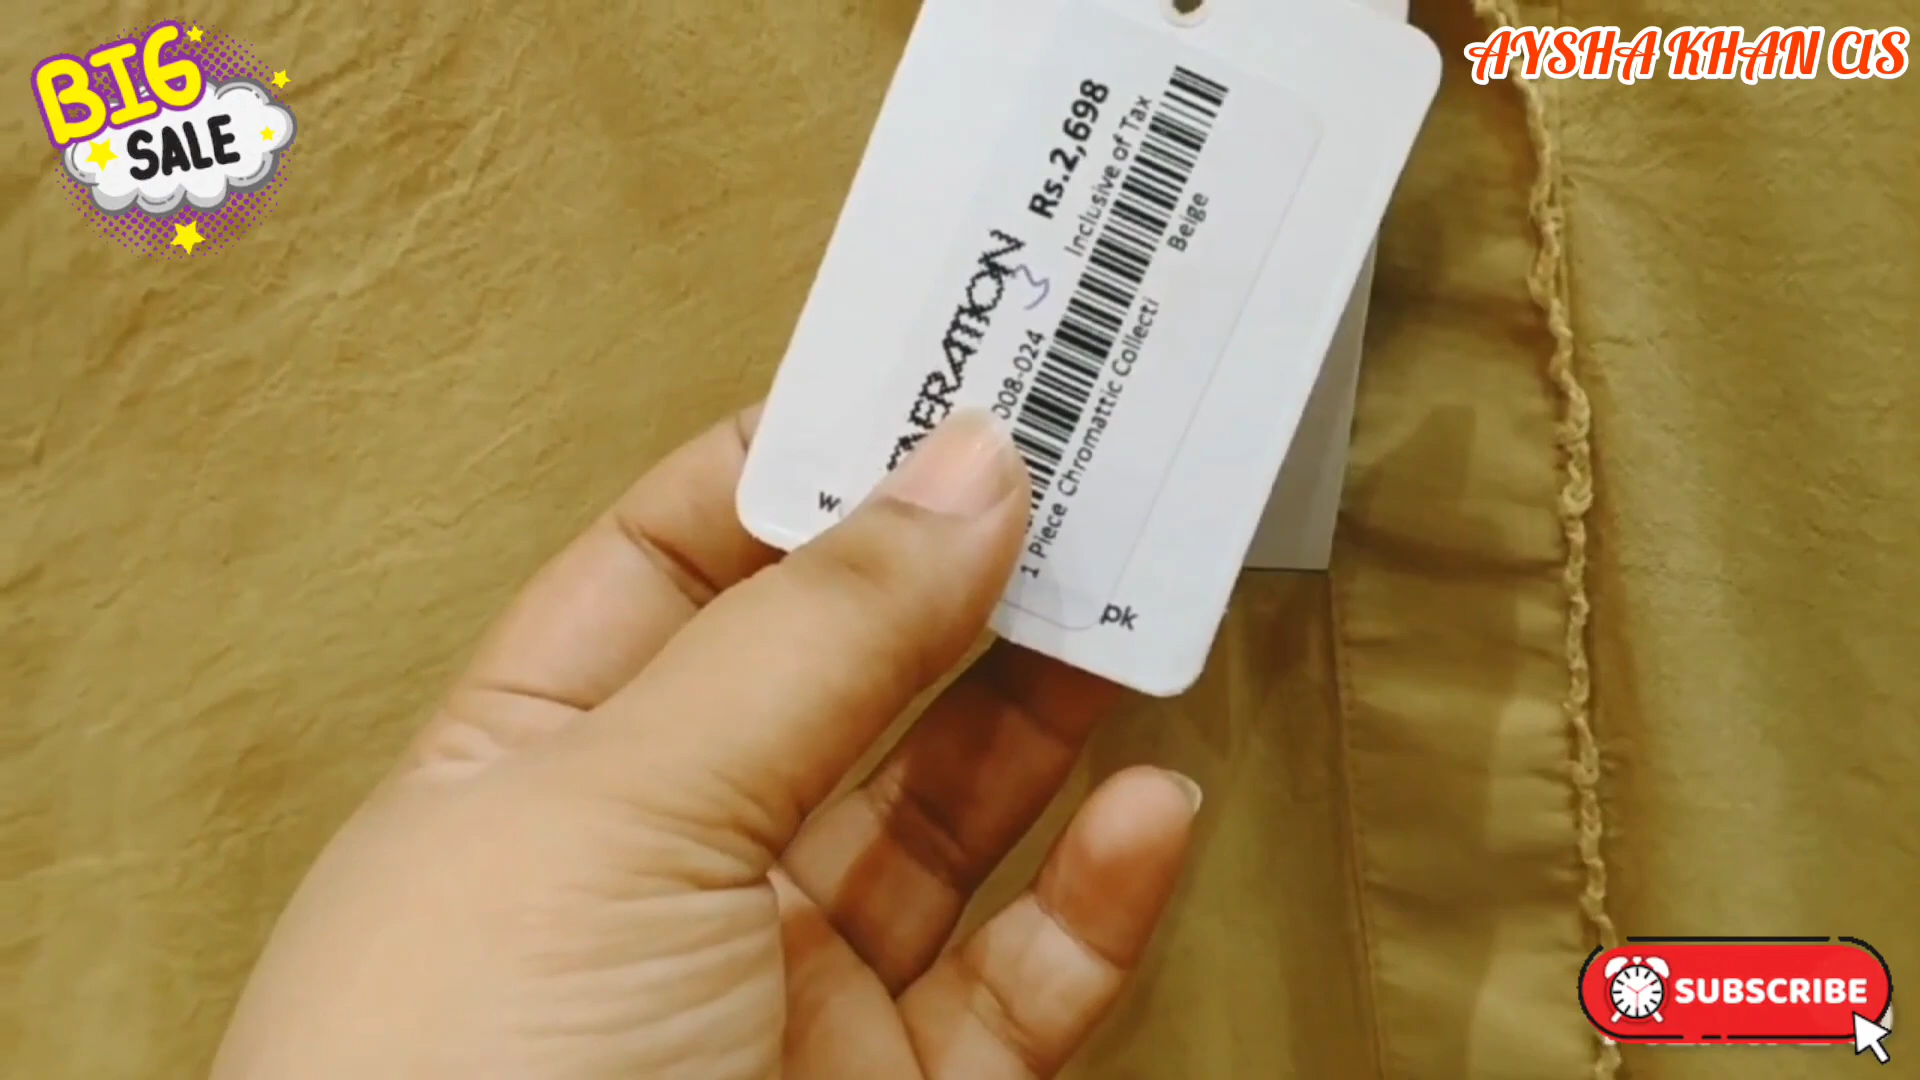 BIG
SALE
AYSHA KHAN CIS
Rs.2,698
Inclusive of Tax
008-024
1 Piece Chromattic Collecti
Beige
pk
SUBSCRIBE